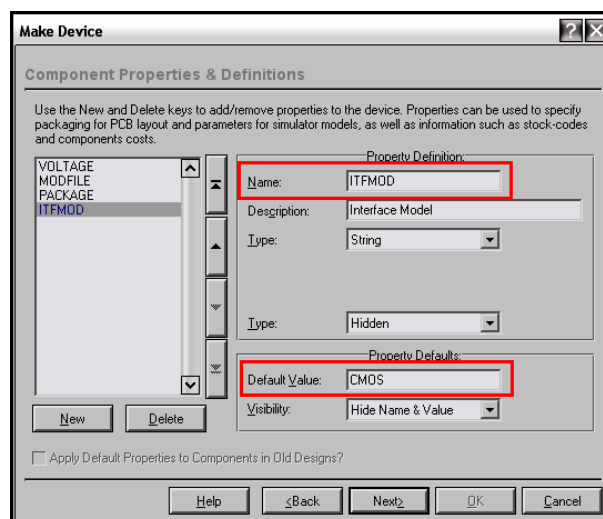 Make Device
Component Properties & Definitions
Use the New and Delete keys to add/remove properties to the device. Properties can be used to specify
packaging for PCB layout and parameters for simulator models, as well as information such as stock-codes
and components costs.
VOLTAGE
MODFILE
PACKAGE
ITFMOD
New
Delete
Property Definition:
Name: ITFMOD
Description: Interface Model
Type: String
Type: Hidden
Property Defaults:
Default Value: CMOS
Visibility: Hide Name & Value
Apply Default Properties to Components in Old Designs?
Help <Back Next> OK Cancel